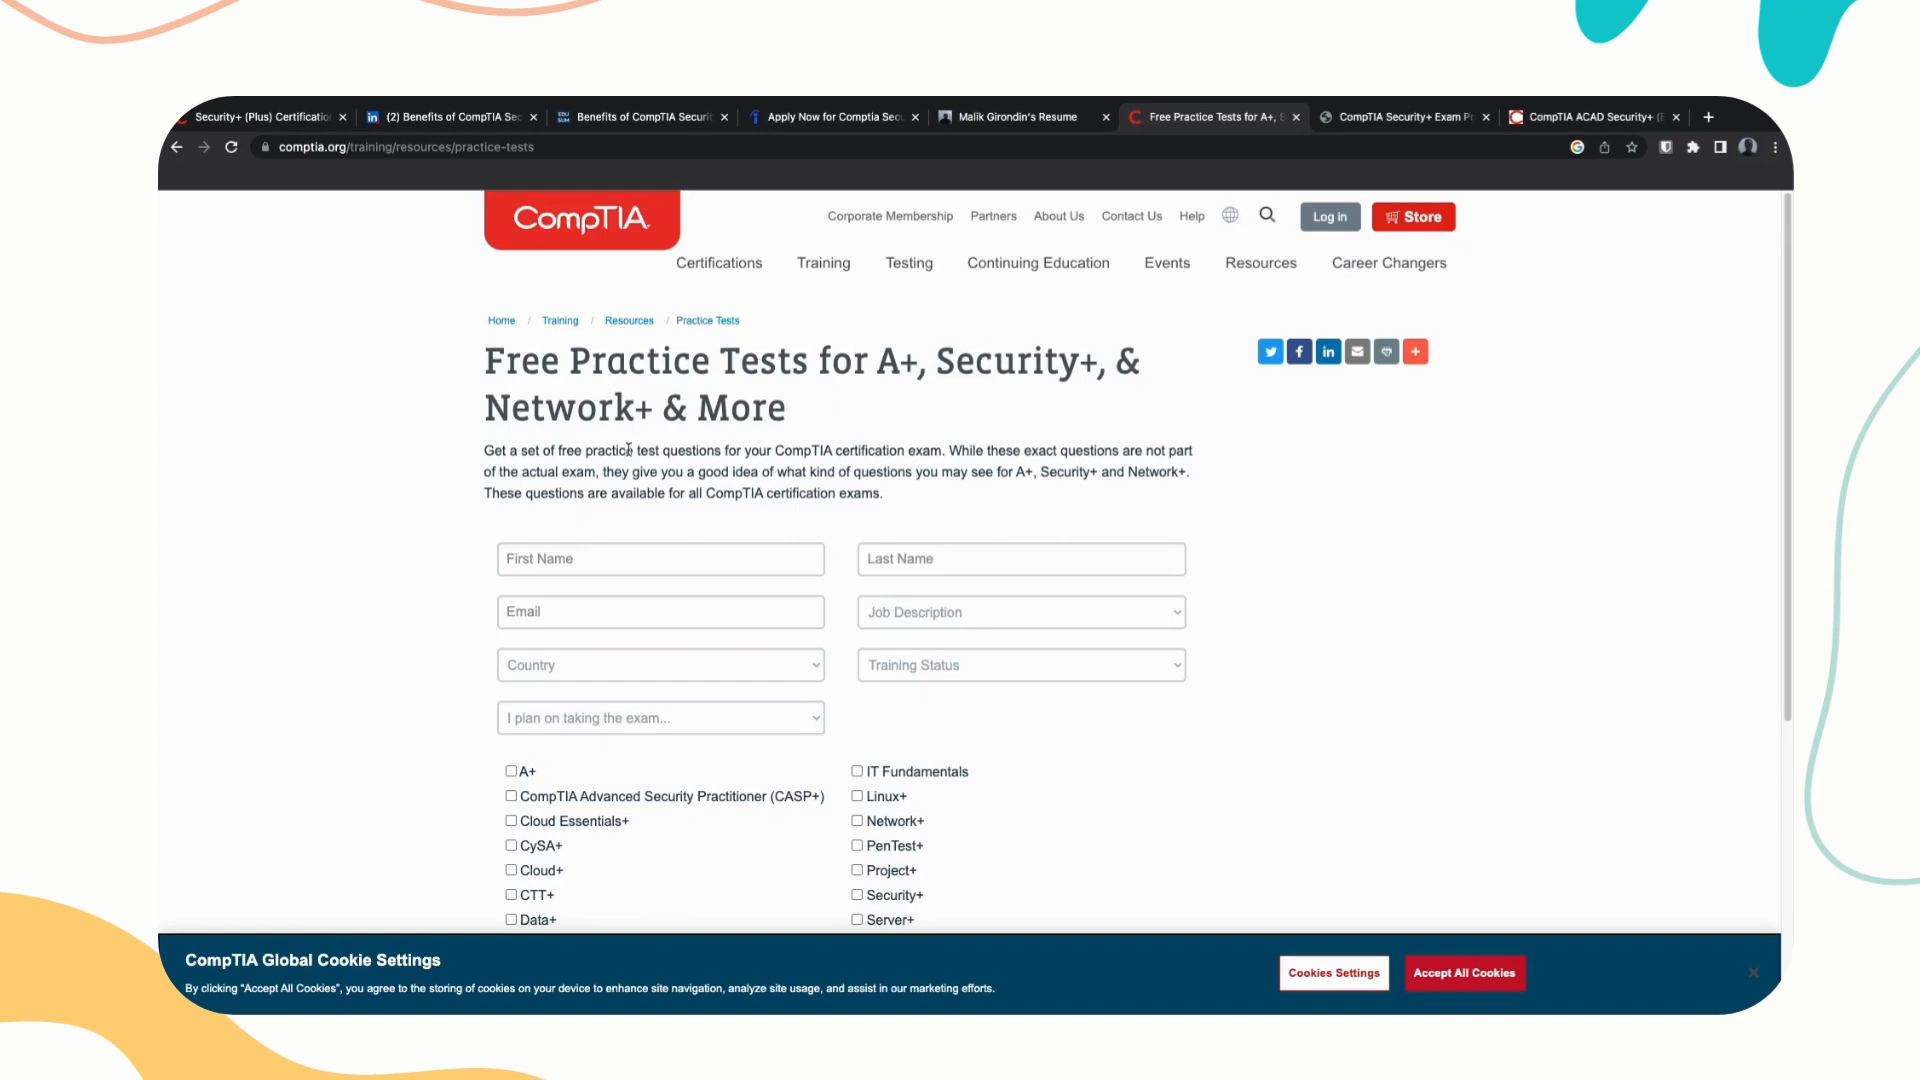 Security+ (Plus) Certificatio
(2) Benefits of CompTIA Sec
EDU SUM
Benefits of CompTIA Securit
Apply Now for Comptia Sec
Malik Girondin's Resume
Free Practice Tests for A+, S
CompTIA Security+ Exam Pr
CompTIA ACAD Security+ (E
comptia.org/training/resources/practice-tests
CompTIA.
Corporate Membership
Partners
About Us
Contact Us
Help
Log in
Store
Certifications
Training
Testing
Continuing Education
Events
Resources
Career Changers
Home / Training / Resources / Practice Tests
Free Practice Tests for A+, Security+, &
Network+ & More
Get a set of free practice test questions for your CompTIA certification exam. While these exact questions are not part
of the actual exam, they give you a good idea of what kind of questions you may see for A+, Security+ and Network+.
These questions are available for all CompTIA certification exams.
First Name
Last Name
Email
Job Description
Country
Training Status
I plan on taking the exam...
A+
IT Fundamentals
CompTIA Advanced Security Practitioner (CASP+)
Linux+
Cloud Essentials+
Network+
CySA+
PenTest+
Cloud+
Project+
CTT+
Security+
Data+
Server+
CompTIA Global Cookie Settings
By clicking “Accept All Cookies”, you agree to the storing of cookies on your device to enhance site navigation, analyze site usage, and assist in our marketing efforts.
Cookies Settings
Accept All Cookies